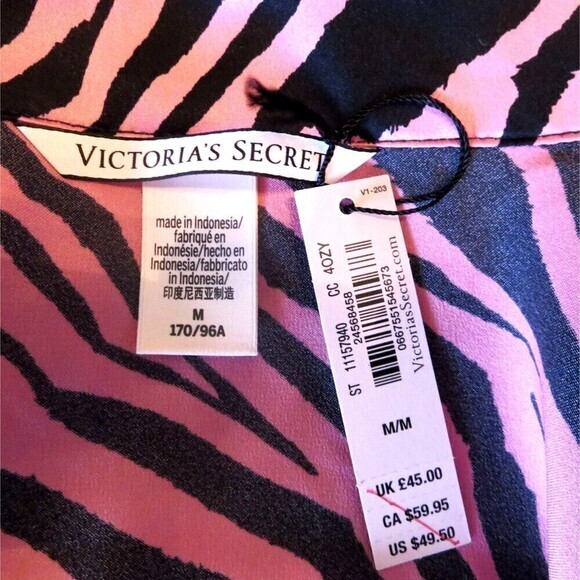 VICTORIA'S SECRET
made in Indonesia/
fabriqué en
Indonésie/hecho en
Indonesia/fabbricato
in Indonesia/
印度尼西亚制造
M
170/96A
V1-203
ST 11157940 CC 4OZY
24568458
0667551545673
VictoriasSecret.com
M/M
UK £45.00
CA $59.95
US $49.50